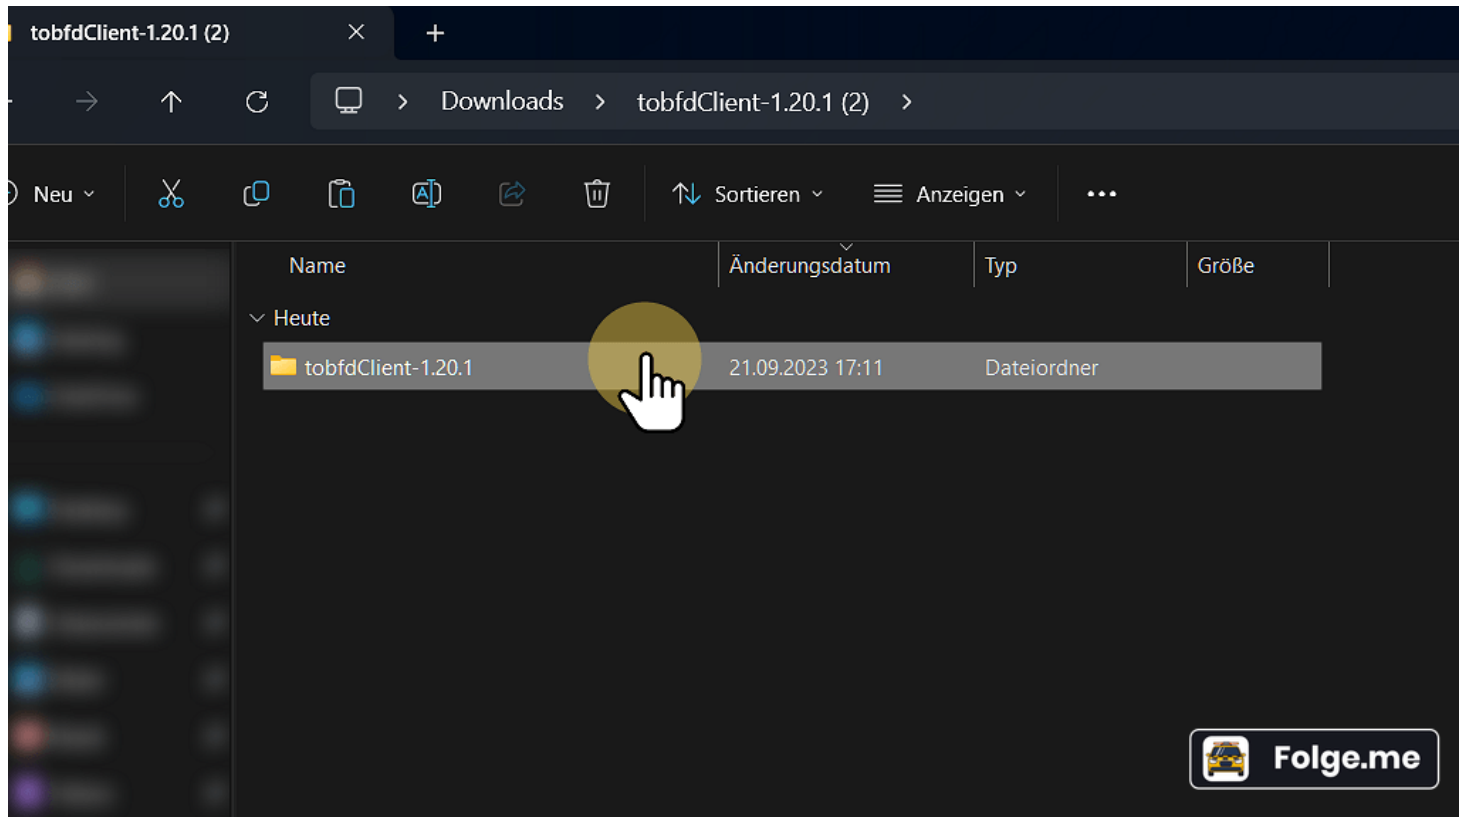 tobfdClient-1.20.1 (2)
Downloads
tobfdClient-1.20.1 (2)
Neu
Sortieren
Anzeigen
Name
Änderungsdatum
Typ
Größe
Heute
tobfdClient-1.20.1
21.09.2023 17:11
Dateiordner
Folge.me